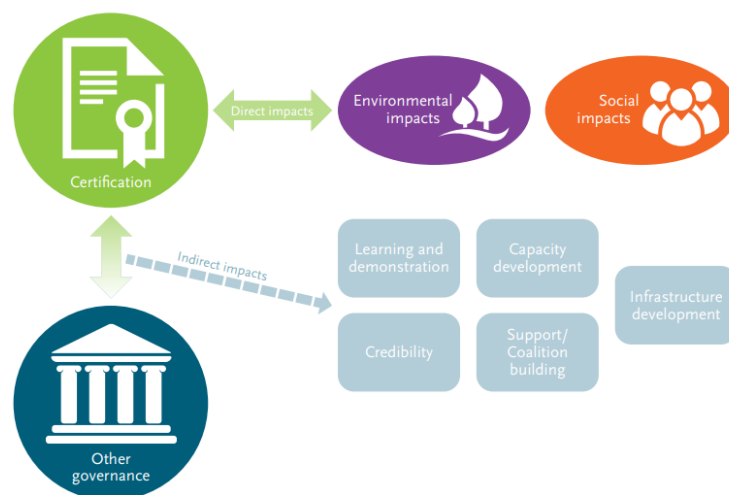 Certification
Direct impacts
Environmental
impacts
Social
impacts
Indirect impacts
Learning and
demonstration
Capacity
development
Infrastructure
development
Credibility
Support/
Coalition
building
Other
governance